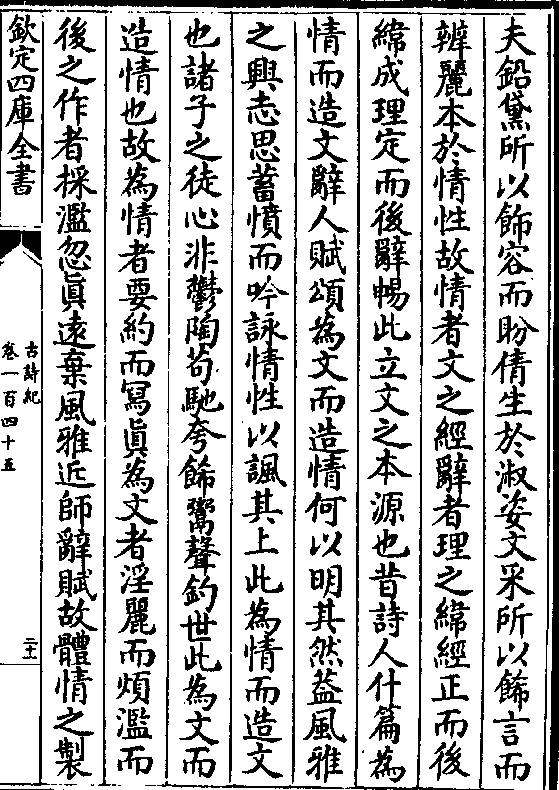 夫鉛黛所以飾容而盼倩生於淑姿文采所以飾言而
辯麗本於情性故情者文之經辭者理之緯經正而後
緯成理定而後辭暢此立文之本源也昔詩人什篇為
情而造文辭人賦頌為文而造情何以明其然葢風雅
之興志思蓄憤而吟詠情性以諷其上此為情而造文
也諸子之徒心非鬱陶苟馳夸飾鬻聲釣世此為文而
造情也故為情者要約而寫眞為文者淫麗而煩濫而
後之作者採濫忽眞遠棄風雅近師辭賦故體情之製
欽定四庫全書
古詩紀
卷一百四十五
二十